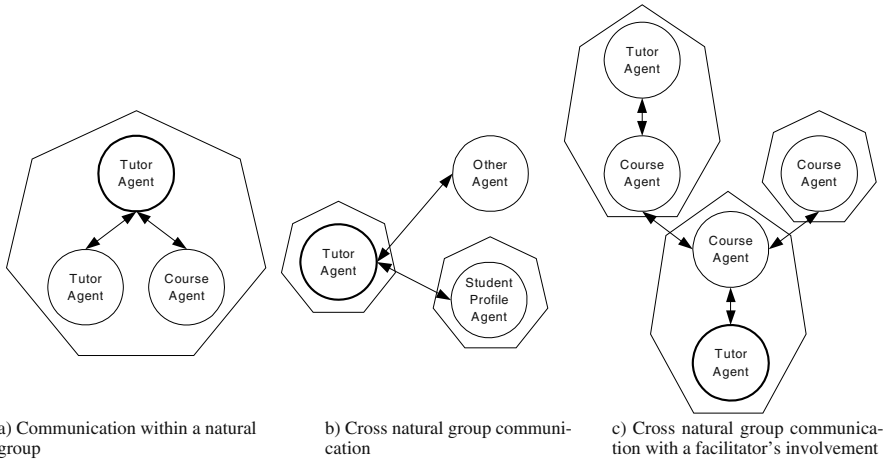 Tutor
Agent
Tutor
Agent
Course
Agent
a) Communication within a natural
group
Other
Agent
Tutor
Agent
Student
Profile
Agent
b) Cross natural group communi-
cation
Tutor
Agent
Course
Agent
Course
Agent
Course
Agent
Tutor
Agent
c) Cross natural group communica-
tion with a facilitator's involvement